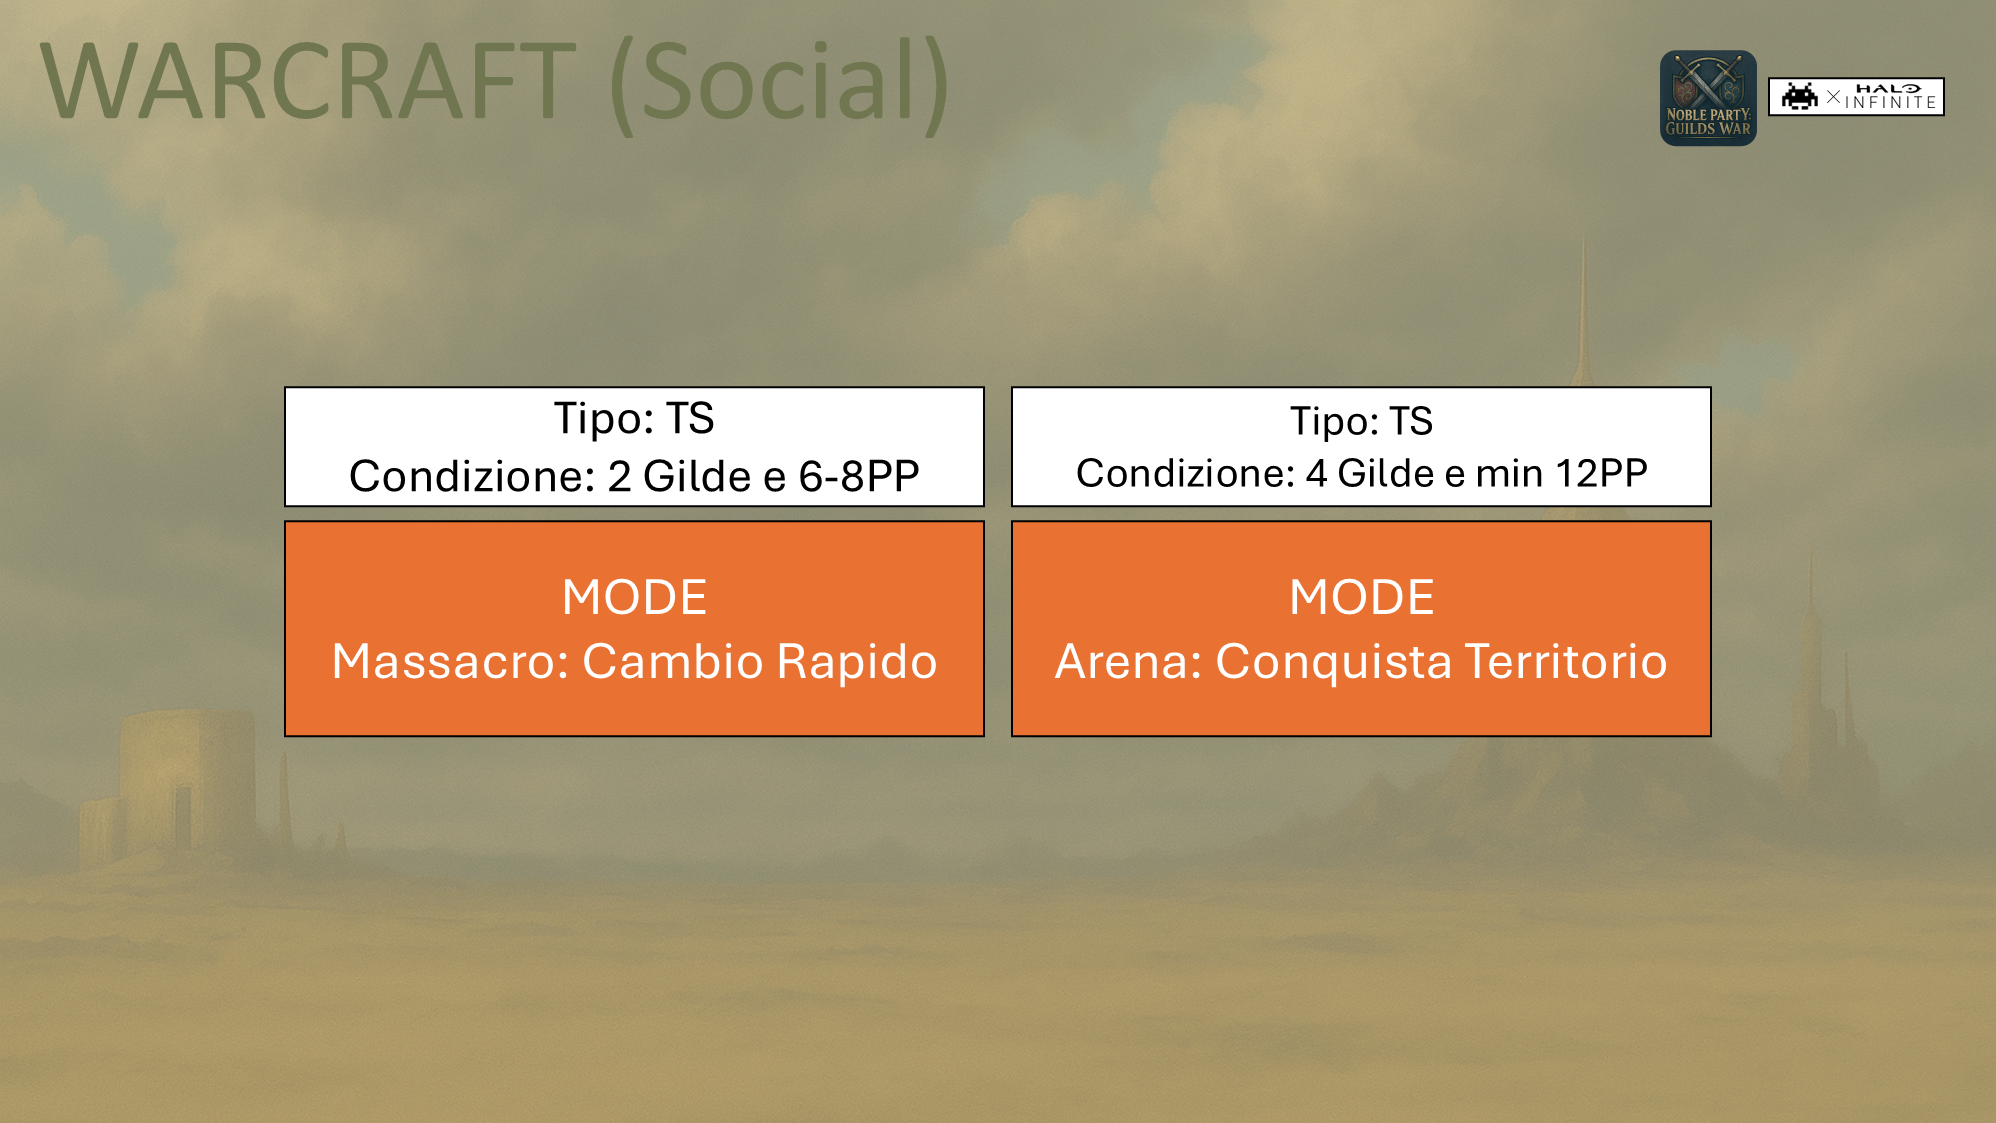 WARCRAFT (Social)
NOBLE PARTY:
GUILDS WAR
× HALO
INFINITE
Tipo: TS
Condizione: 2 Gilde e 6-8PP
Tipo: TS
Condizione: 4 Gilde e min 12PP
MODE
Massacro: Cambio Rapido
MODE
Arena: Conquista Territorio